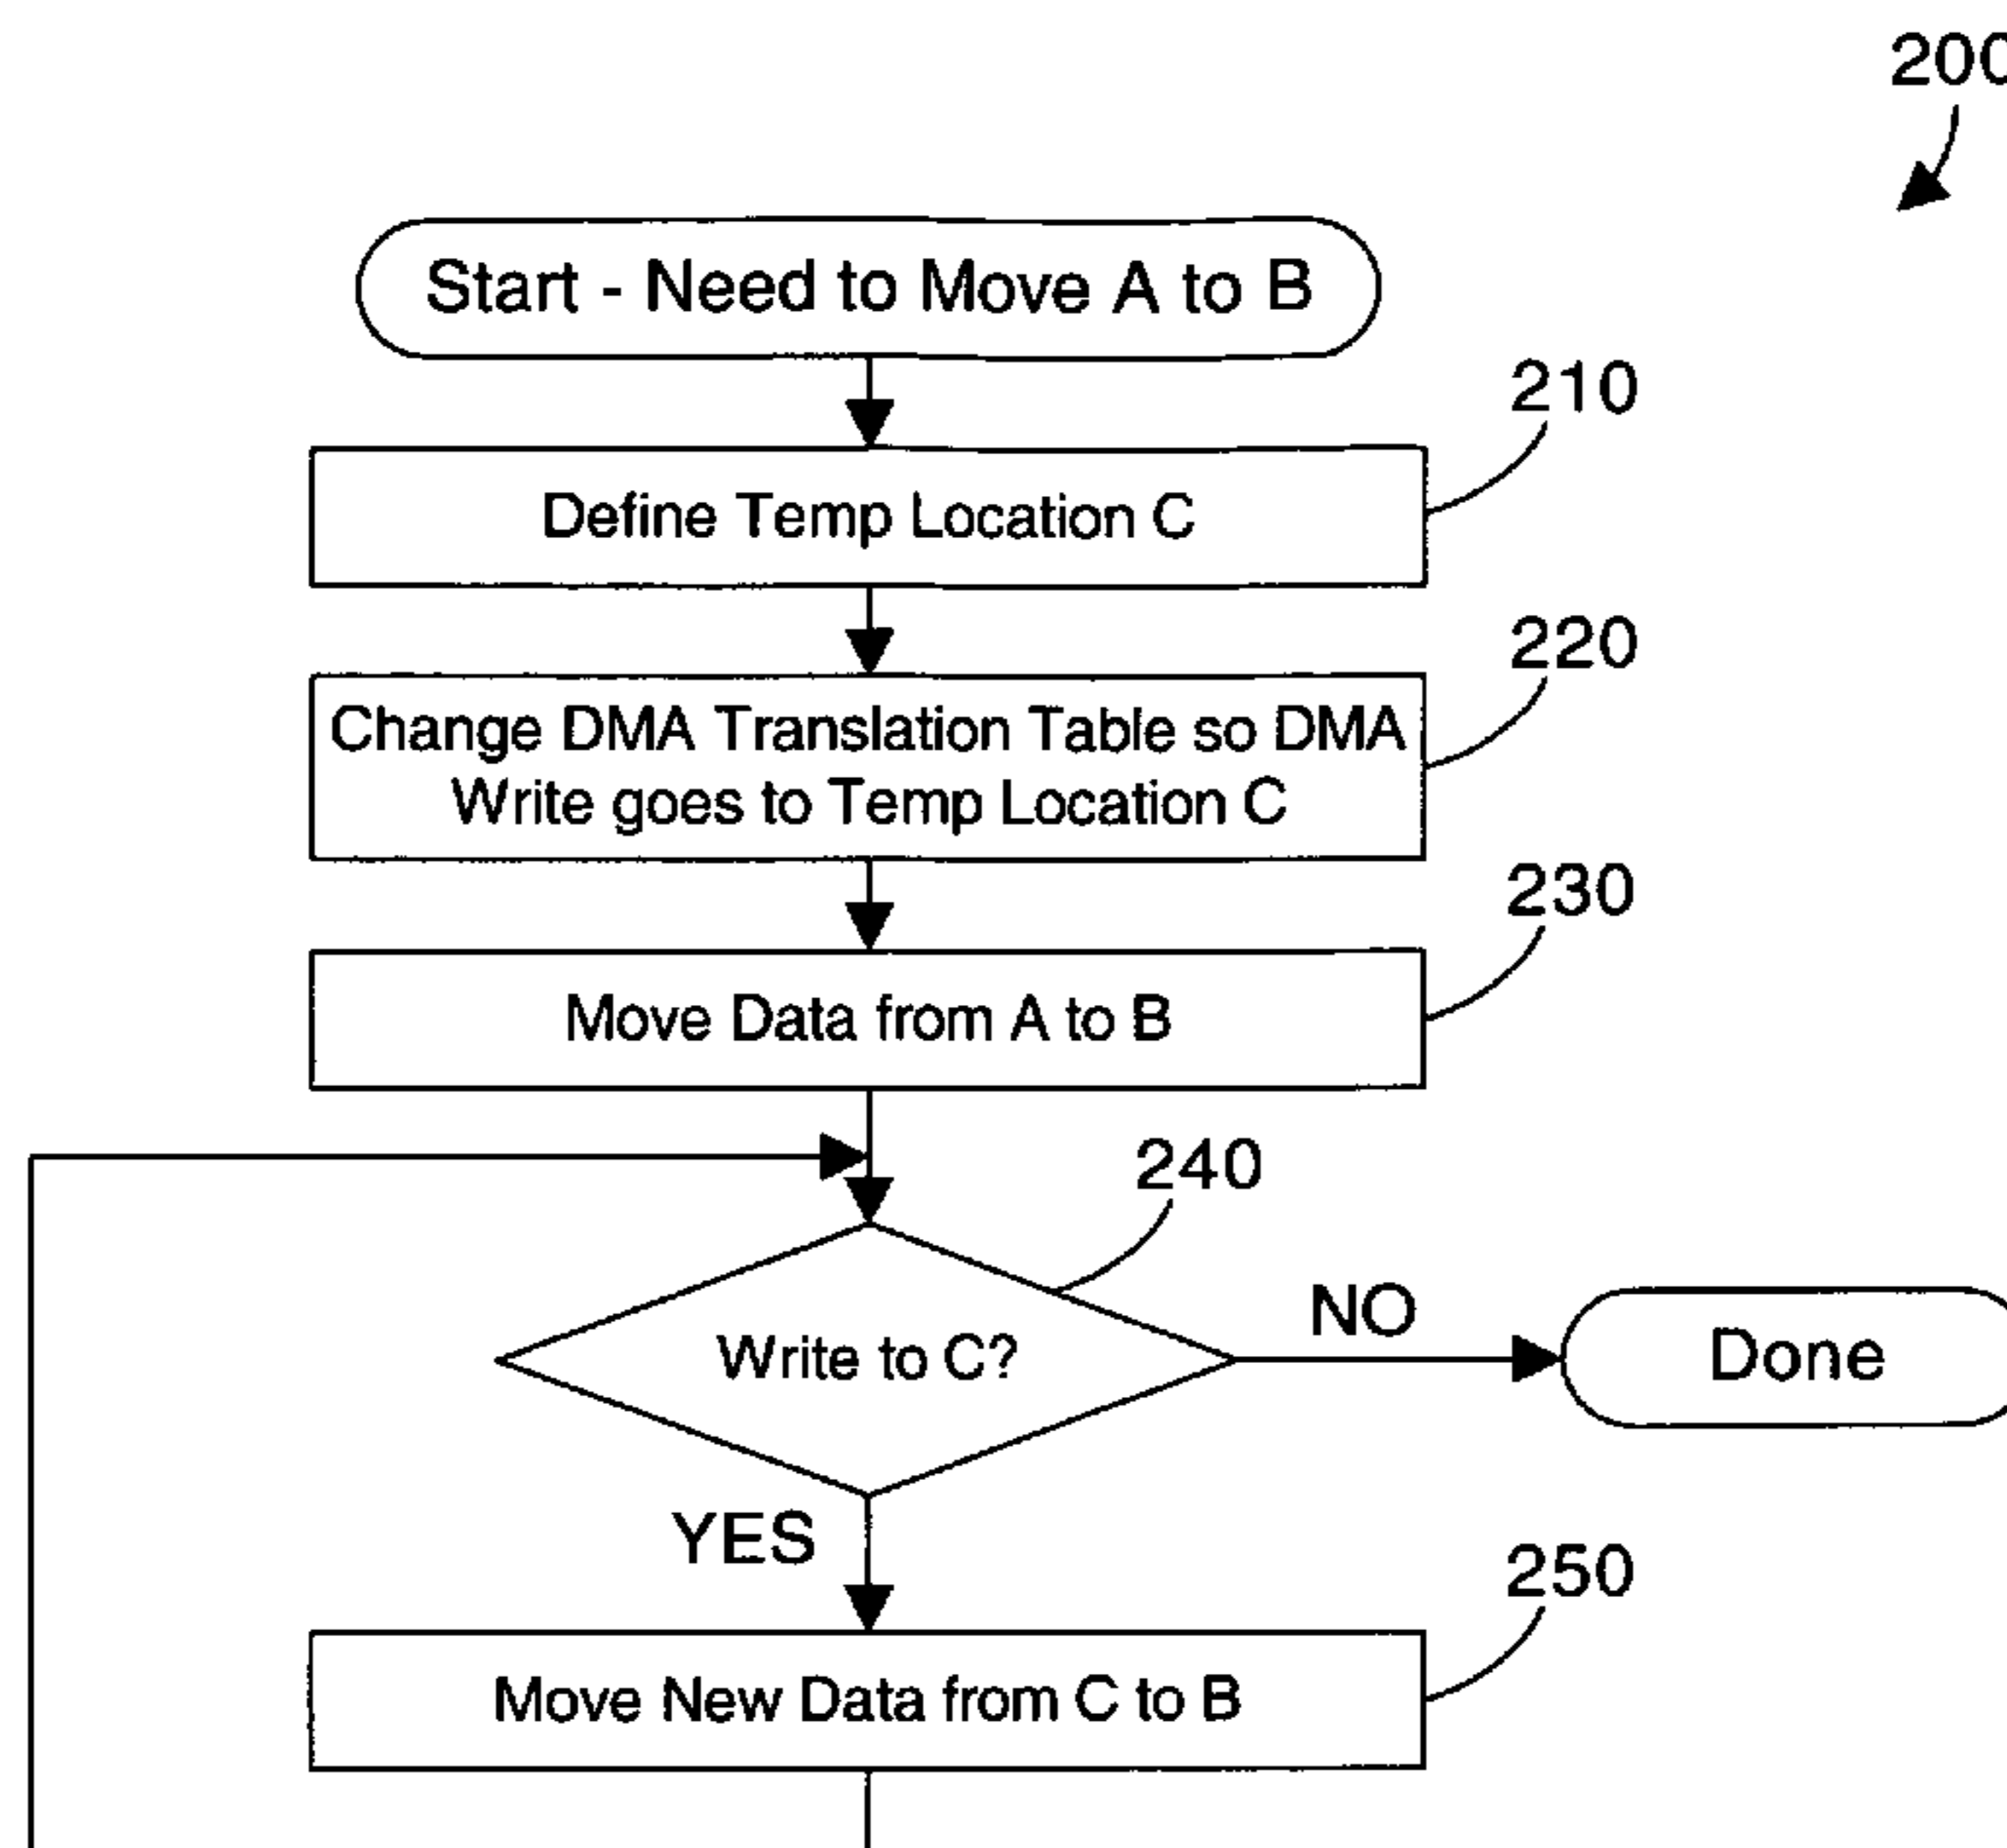 200
Start - Need to Move A to B
210
Define Temp Location C
220
Change DMA Translation Table so DMA
Write goes to Temp Location C
230
Move Data from A to B
240
Write to C?
NO
Done
YES
250
Move New Data from C to B